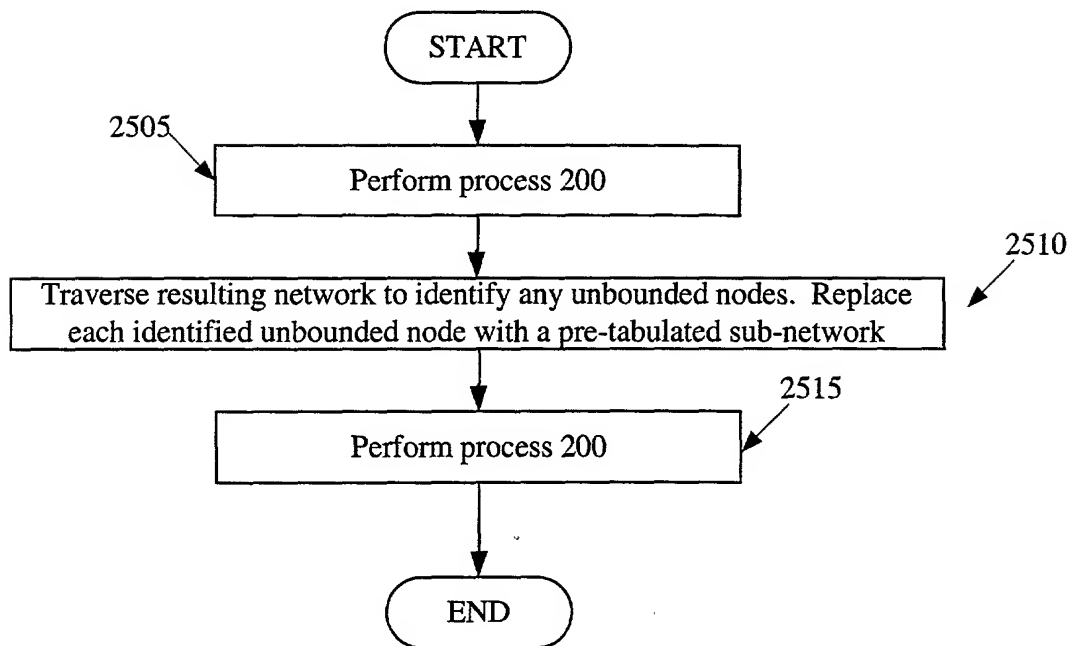 START
2505
Perform process 200
2510
Traverse resulting network to identify any unbounded nodes.  Replace
each identified unbounded node with a pre-tabulated sub-network
2515
Perform process 200
END